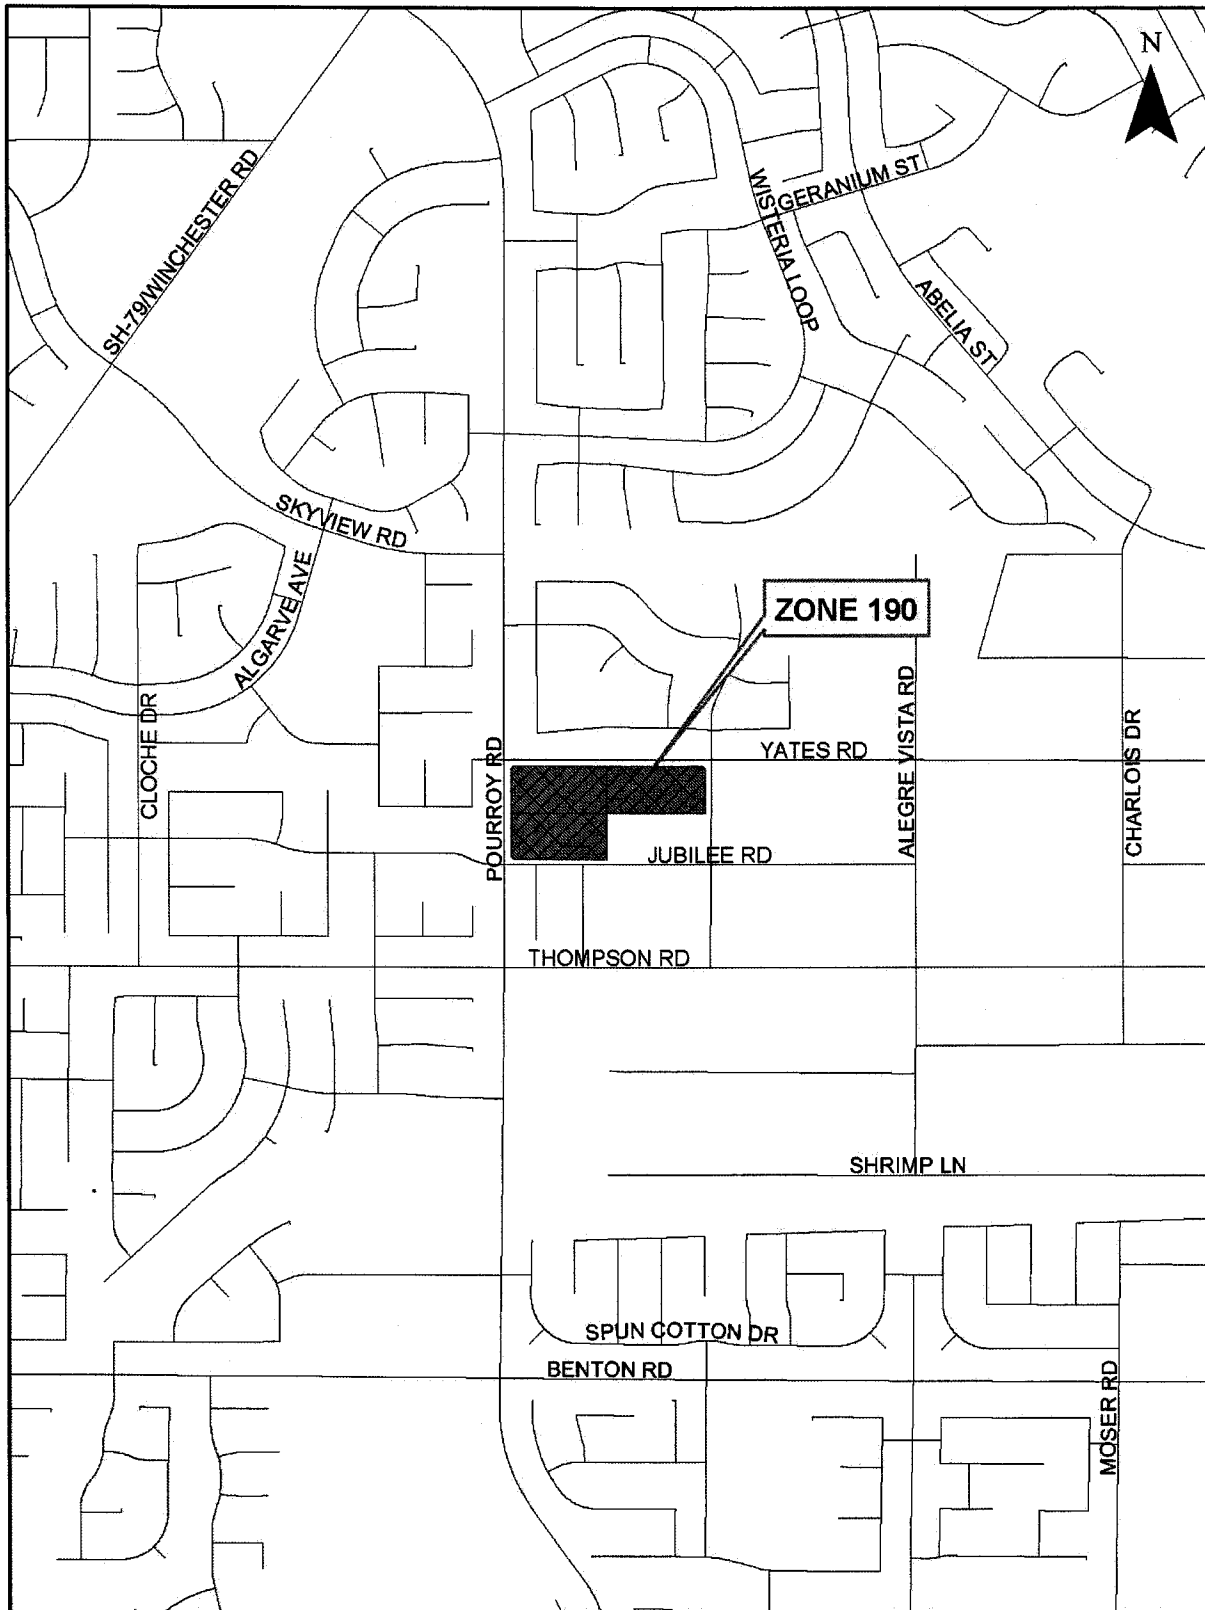 N
SH-79/WINCHESTER RD
WISTERIA LOOP
GERANIUM ST
ABELIA ST
SKYVIEW RD
ALGARVE AVE
ZONE 190
CLOCHE DR
POURROY RD
YATES RD
ALEGRE VISTA RD
CHARLOIS DR
JUBILEE RD
THOMPSON RD
SHRIMP LN
SPUN COTTON DR
BENTON RD
MOSER RD